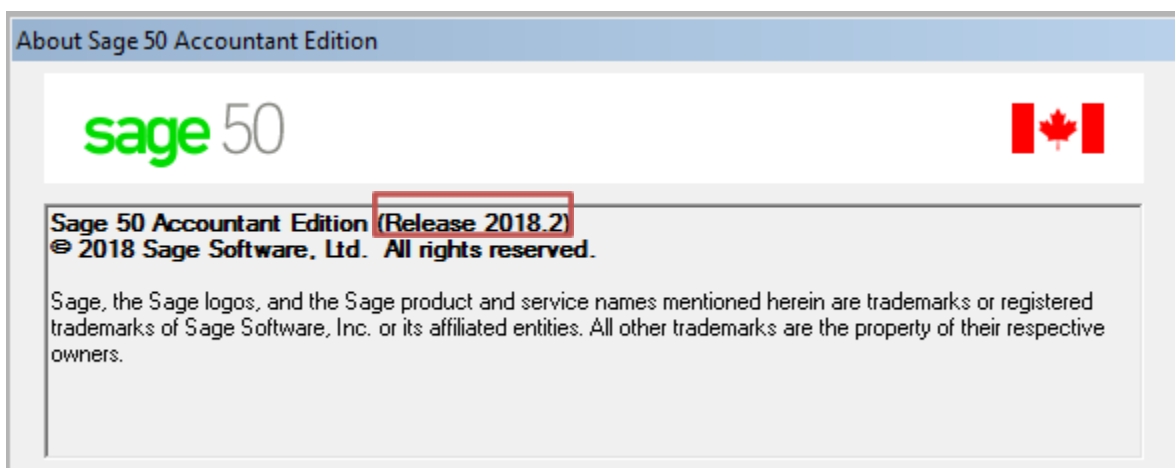 About Sage 50 Accountant Edition
sage 50
Sage 50 Accountant Edition (Release 2018.2)
© 2018 Sage Software, Ltd. All rights reserved.
Sage, the Sage logos, and the Sage product and service names mentioned herein are trademarks or registered
trademarks of Sage Software, Inc. or its affiliated entities. All other trademarks are the property of their respective
owners.